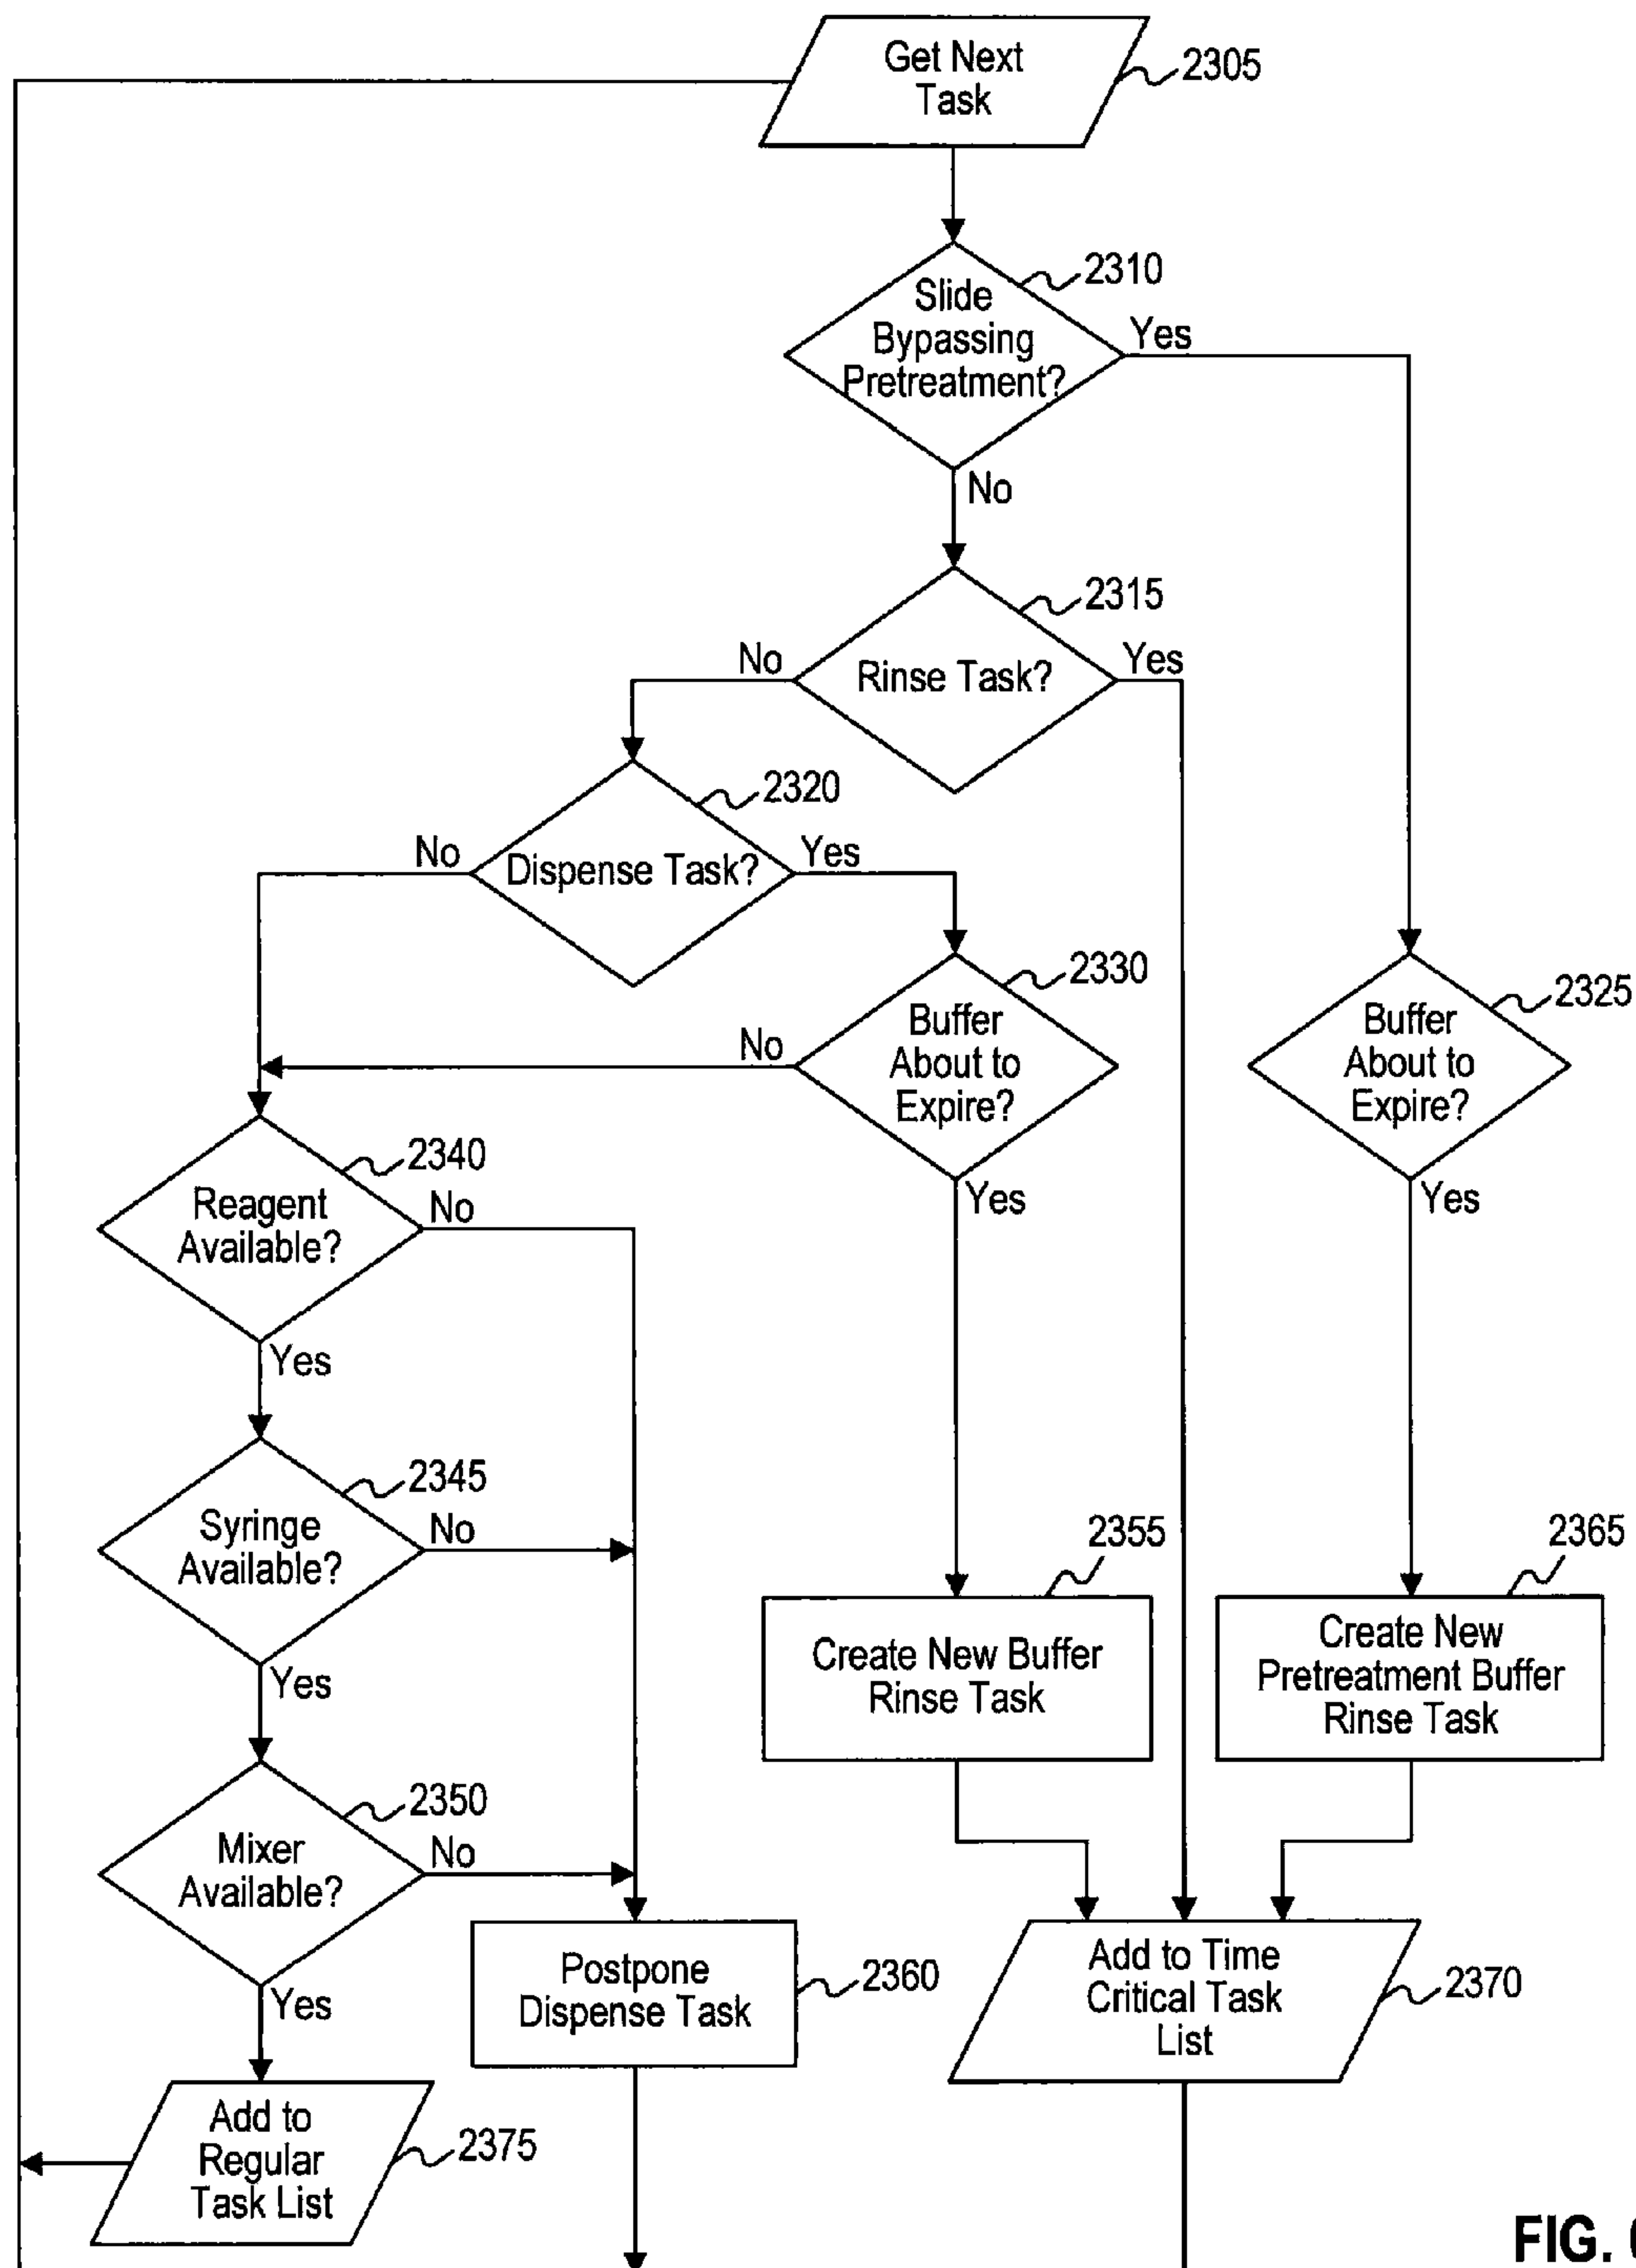 Get Next
Task
2305
2310
Slide
Bypassing
Pretreatment?
Yes
No
2315
No
Rinse Task?
Yes
2320
No
Dispense Task?
Yes
2330
Buffer
About to
Expire?
No
Yes
2325
Buffer
About to
Expire?
Yes
2340
Reagent
Available?
No
Yes
2345
Syringe
Available?
No
Yes
2350
Mixer
Available?
No
Yes
2355
Create New Buffer
Rinse Task
2365
Create New
Pretreatment Buffer
Rinse Task
Postpone
Dispense Task
2360
Add to Time
Critical Task
List
2370
Add to
Regular
Task List
2375
FIG.